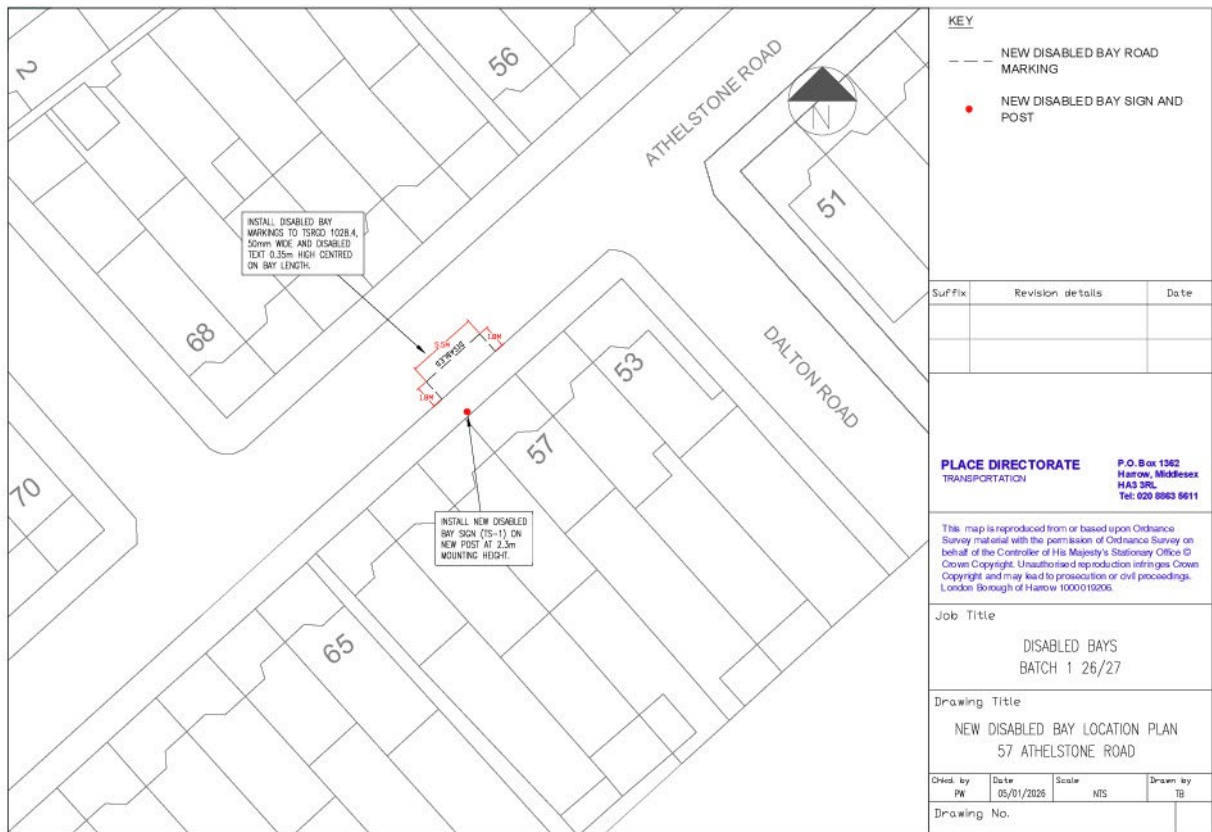 2
56
ATHELSTONE ROAD
N
51
INSTALL DISABLED BAY
MARKINGS TO TSRGD 1028.4,
50mm WIDE AND DISABLED
TEXT 0.35m HIGH CENTRED
ON BAY LENGTH.
68
5.5M
1.8M
DISABLED
1.8M
53
DALTON ROAD
57
70
INSTALL NEW DISABLED
BAY SIGN (TS-1) ON
NEW POST AT 2.3m
MOUNTING HEIGHT.
65
KEY
NEW DISABLED BAY ROAD
MARKING
NEW DISABLED BAY SIGN AND
POST
Suffix Revision details Date
PLACE DIRECTORATE
TRANSPORTATION
P.O. Box 1362
Harrow, Middlesex
HA3 3RL
Tel: 020 8863 5611
This map is reproduced from or based upon Ordnance
Survey material with the permission of Ordnance Survey on
behalf of the Controller of His Majesty's Stationary Office ©
Crown Copyright. Unauthorised reproduction infringes Crown
Copyright and may lead to prosecution or civil proceedings.
London Borough of Harrow 1000019206.
Job Title
DISABLED BAYS
BATCH 1 26/27
Drawing Title
NEW DISABLED BAY LOCATION PLAN
57 ATHELSTONE ROAD
Chkd. by Date Scale Drawn by
PW 05/01/2026 NTS TB
Drawing No.